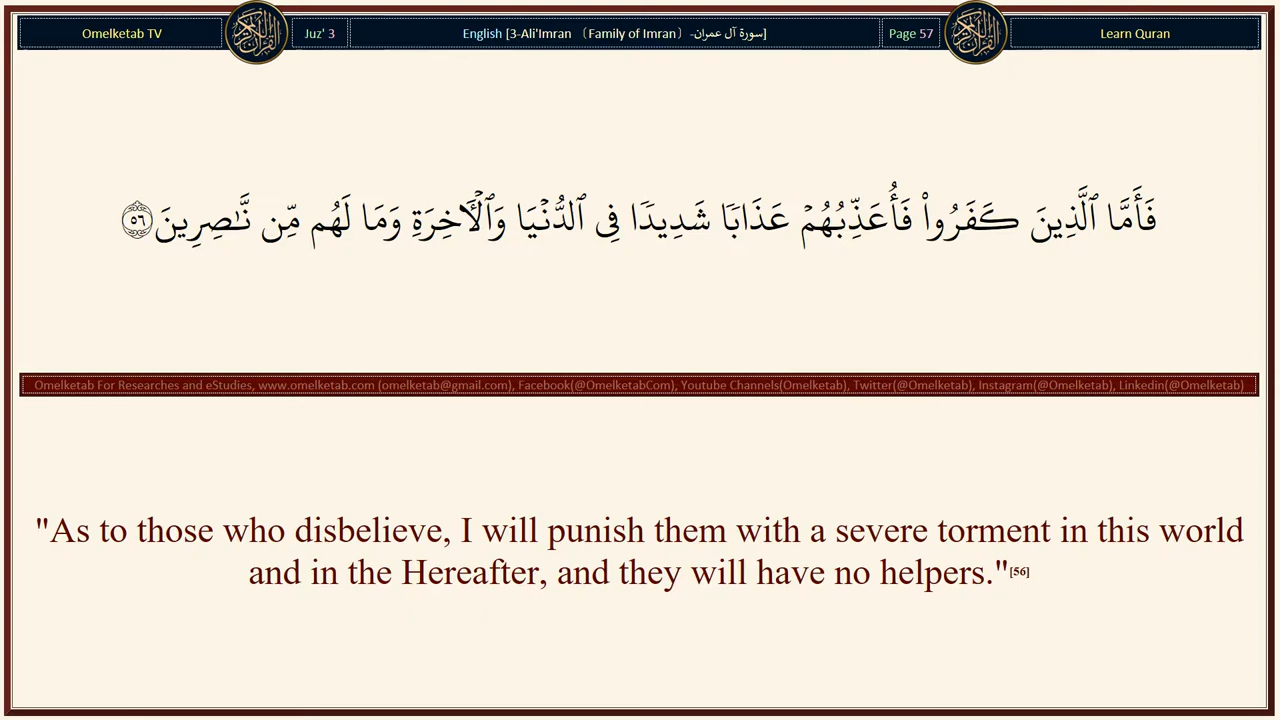 Omelketab TV
Juz' 3
English [3-Ali'Imran (Family of Imran) -سورة آل عمران]
Page 57
Learn Quran
فَأَمَّا ٱلَّذِينَ كَفَرُوا۟ فَأُعَذِّبُهُمْ عَذَابًا شَدِيدًا فِى ٱلدُّنْيَا وَٱلْـَٔاخِرَةِ وَمَا لَهُم مِّن نَّـٰصِرِينَ ٥٦
Omelketab For Researches and eStudies, www.omelketab.com (omelketab@gmail.com), Facebook(@OmelketabCom), Youtube Channels(Omelketab), Twitter(@Omelketab), Instagram(@Omelketab), Linkedin(@Omelketab)
"As to those who disbelieve, I will punish them with a severe torment in this world
and in the Hereafter, and they will have no helpers."[56]